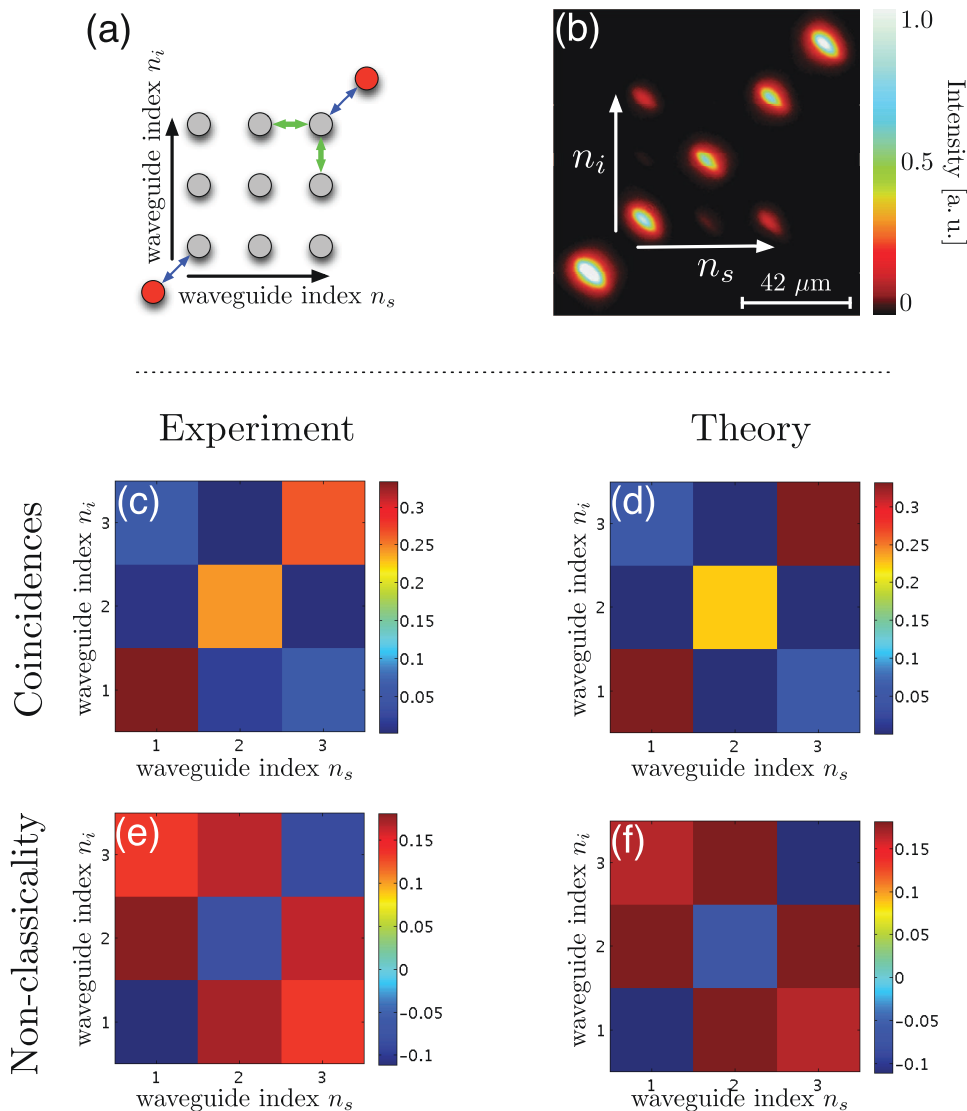 (a)
waveguide index n_i
waveguide index n_s
(b)
n_i
n_s
42 μm
1.0
0.5
0
Intensity [a. u.]
Experiment
Theory
Coincidences
(c)
waveguide index n_i
3
2
1
1 2 3
waveguide index n_s
0.35
0.25
0.2
0.15
0.1
0.05
(d)
waveguide index n_i
3
2
1
1 2 3
waveguide index n_s
0.35
0.25
0.2
0.15
0.1
0.05
Non-classicality
(e)
waveguide index n_i
3
2
1
1 2 3
waveguide index n_s
0.15
0.1
0.05
0
−0.05
−0.1
(f)
waveguide index n_i
3
2
1
1 2 3
waveguide index n_s
0.15
0.1
0.05
0
−0.05
−0.1